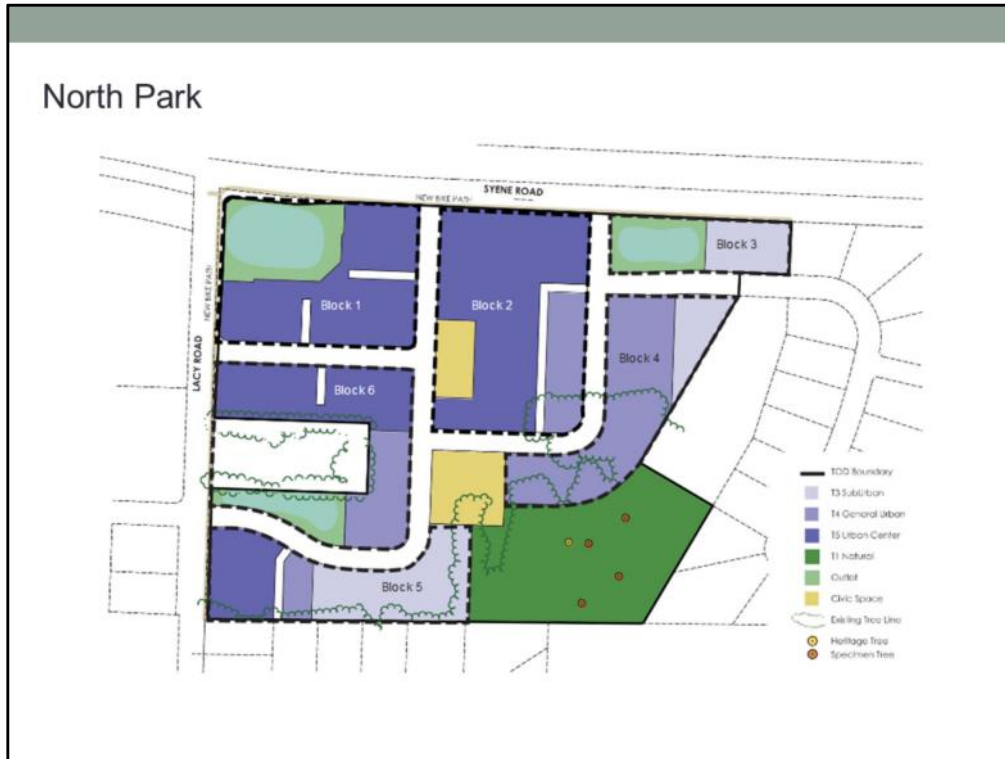 North Park
SYENE ROAD
NEW BIKE PATH
NEW BIKE PATH
LACY ROAD
Block 3
Block 1
Block 2
Block 4
Block 6
Block 5
TOD Boundary
T3 SubUrban
T4 General Urban
T5 Urban Center
T1 Natural
Outlot
Civic Space
Existing Tree Line
Heritage Tree
Specimen Tree